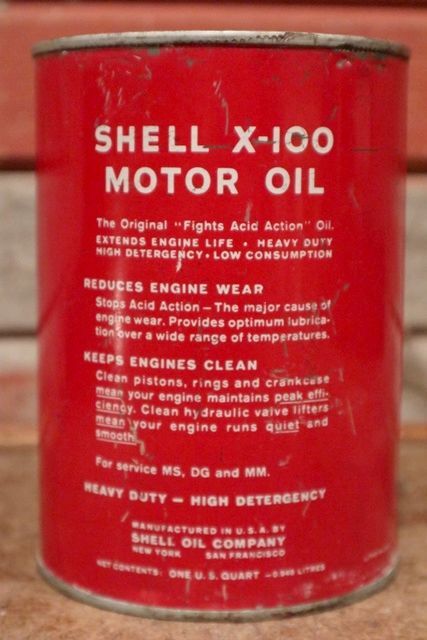 SHELL X-100
MOTOR OIL
The Original "Fights Acid Action" Oil.
EXTENDS ENGINE LIFE • HEAVY DUTY
HIGH DETERGENCY • LOW CONSUMPTION
REDUCES ENGINE WEAR
Stops Acid Action — The major cause of
engine wear. Provides optimum lubrica-
tion over a wide range of temperatures.
KEEPS ENGINES CLEAN
Clean pistons, rings and crankcase
mean your engine maintains peak effi-
ciency. Clean hydraulic valve lifters
mean your engine runs quiet and
smooth.
For service MS, DG and MM.
HEAVY DUTY — HIGH DETERGENCY
MANUFACTURED IN U.S.A. BY
SHELL OIL COMPANY
NEW YORK SAN FRANCISCO
NET CONTENTS: ONE U.S. QUART — 0.946 LITRES